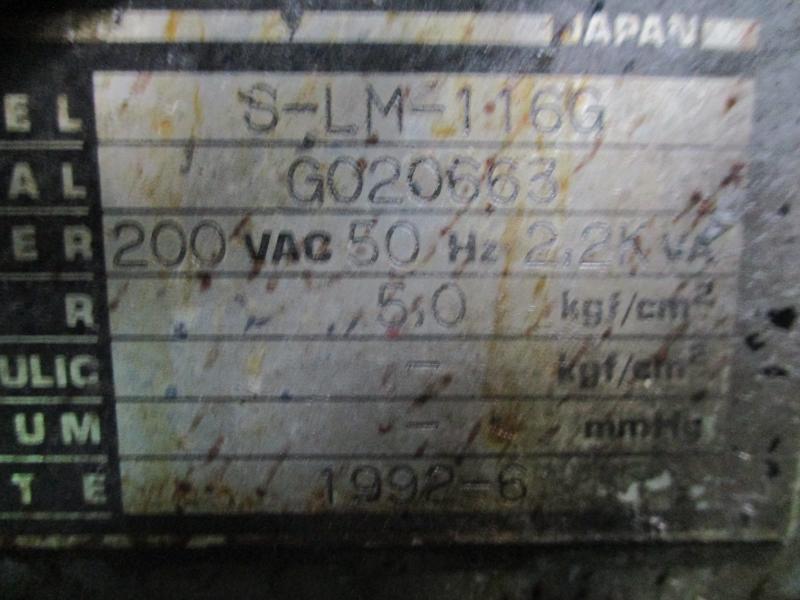 JAPAN
EL S-LM-116G
AL G020663
ER 200 VAC 50 Hz 2.2K VA
R 5.0 kgf/cm²
ULIC - kgf/cm²
UM - mmHg
TE 1992-6